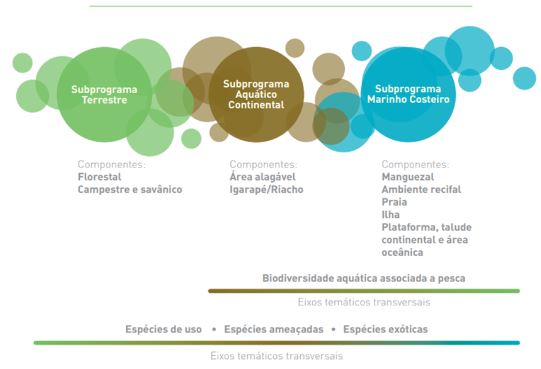 Subprograma
Terrestre
Subprograma
Aquático
Continental
Subprograma
Marinho Costeiro
Componentes:
Florestal
Campestre e savânico
Componentes:
Área alagável
Igarapé/Riacho
Componentes:
Manguezal
Ambiente recifal
Praia
Ilha
Plataforma, talude
continental e área
oceânica
Biodiversidade aquática associada a pesca
Eixos temáticos transversais
Espécies de uso • Espécies ameaçadas • Espécies exóticas
Eixos temáticos transversais